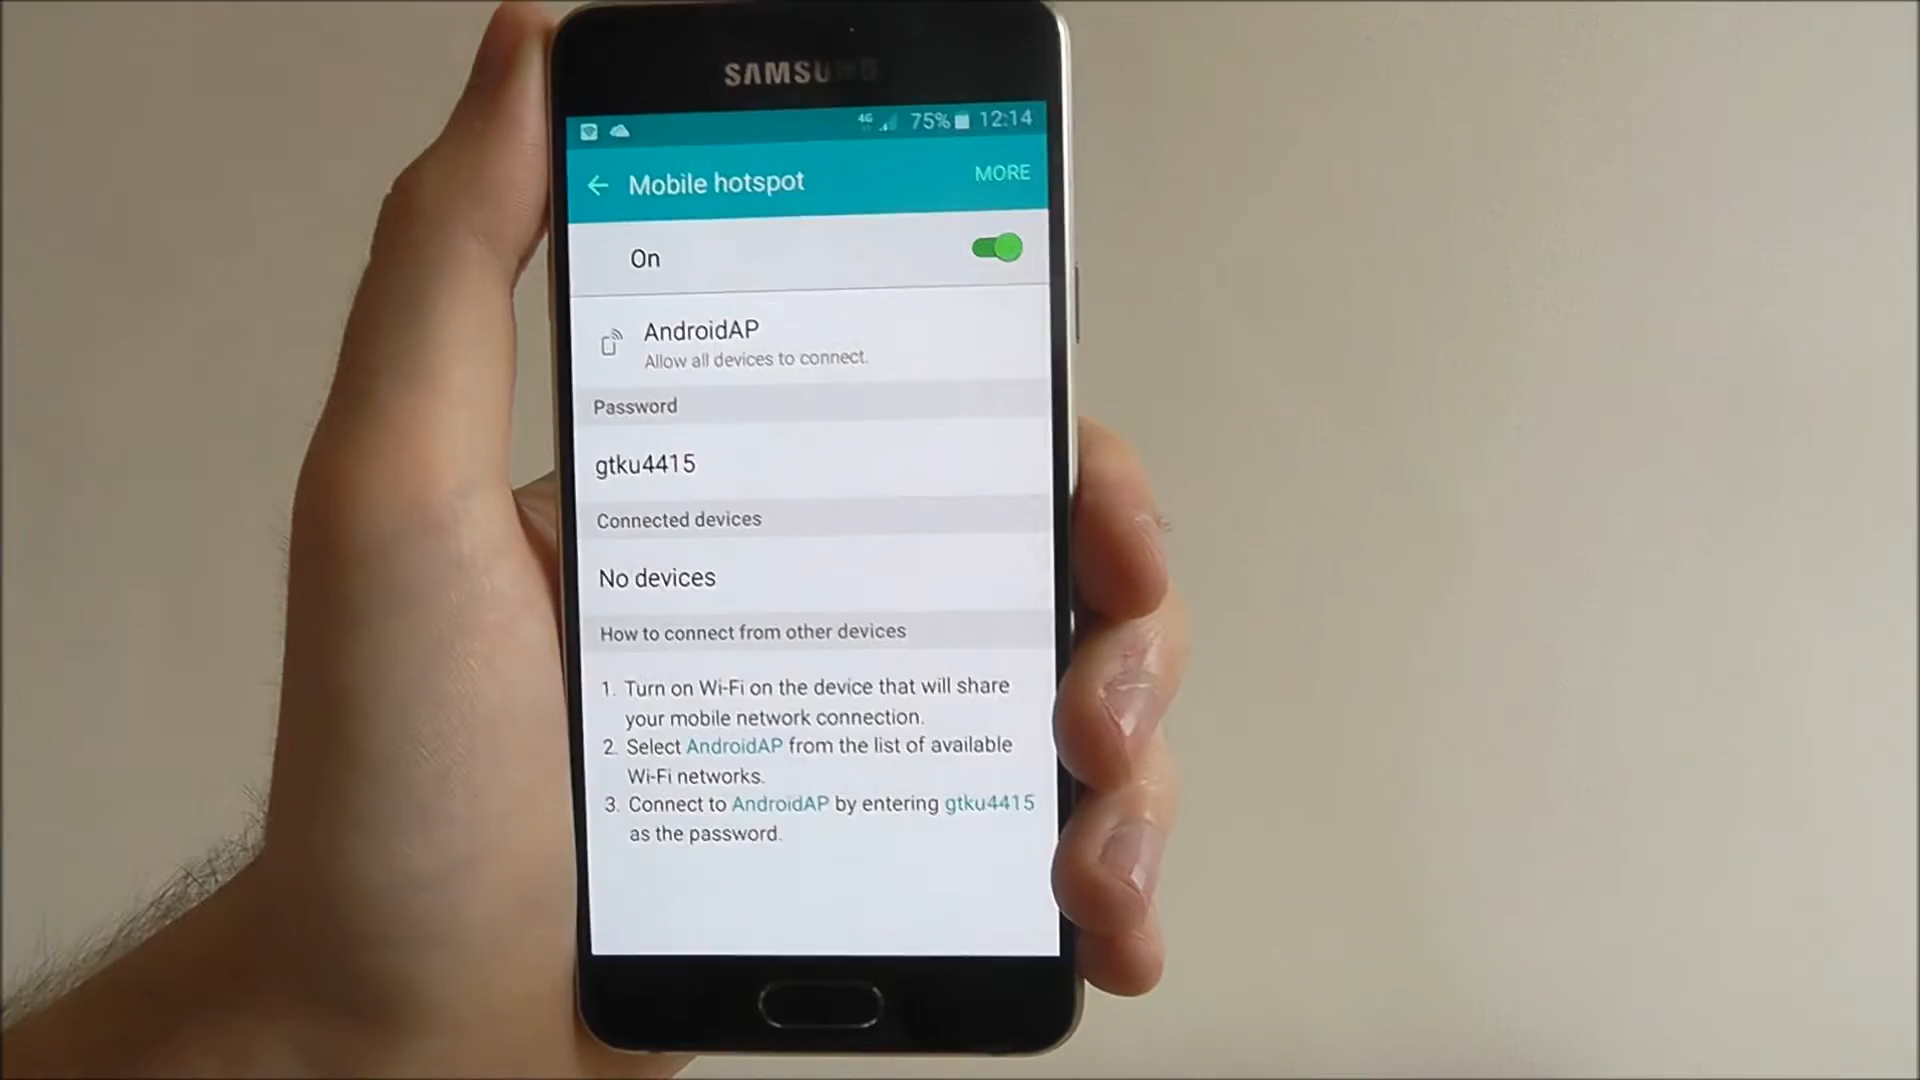 SAMSUNG
4G 75% 12:14
Mobile hotspot MORE
On
AndroidAP
Allow all devices to connect.
Password
gtku4415
Connected devices
No devices
How to connect from other devices
1. Turn on Wi-Fi on the device that will share
your mobile network connection.
2. Select AndroidAP from the list of available
Wi-Fi networks.
3. Connect to AndroidAP by entering gtku4415
as the password.